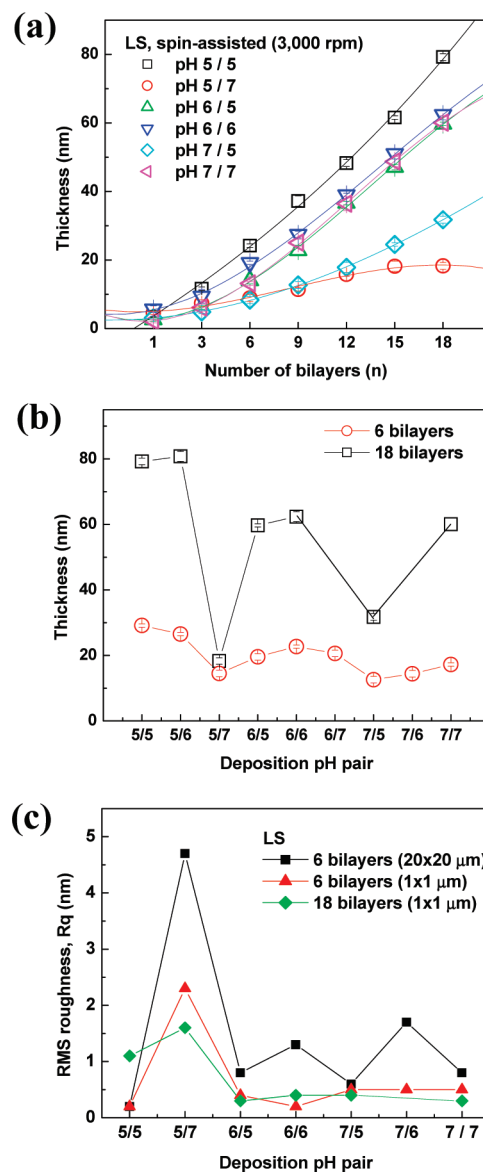 (a)
LS, spin-assisted (3,000 rpm)
pH 5 / 5
pH 5 / 7
pH 6 / 5
pH 6 / 6
pH 7 / 5
pH 7 / 7
Thickness (nm)
80
60
40
20
0
1 3 6 9 12 15 18
Number of bilayers (n)
(b)
6 bilayers
18 bilayers
Thickness (nm)
80
60
40
20
0
5/5 5/6 5/7 6/5 6/6 6/7 7/5 7/6 7/7
Deposition pH pair
(c)
LS
6 bilayers (20x20 μm)
6 bilayers (1x1 μm)
18 bilayers (1x1 μm)
RMS roughness, Rq (nm)
5
4
3
2
1
0
5/5 5/7 6/5 6/6 7/5 7/6 7 / 7
Deposition pH pair